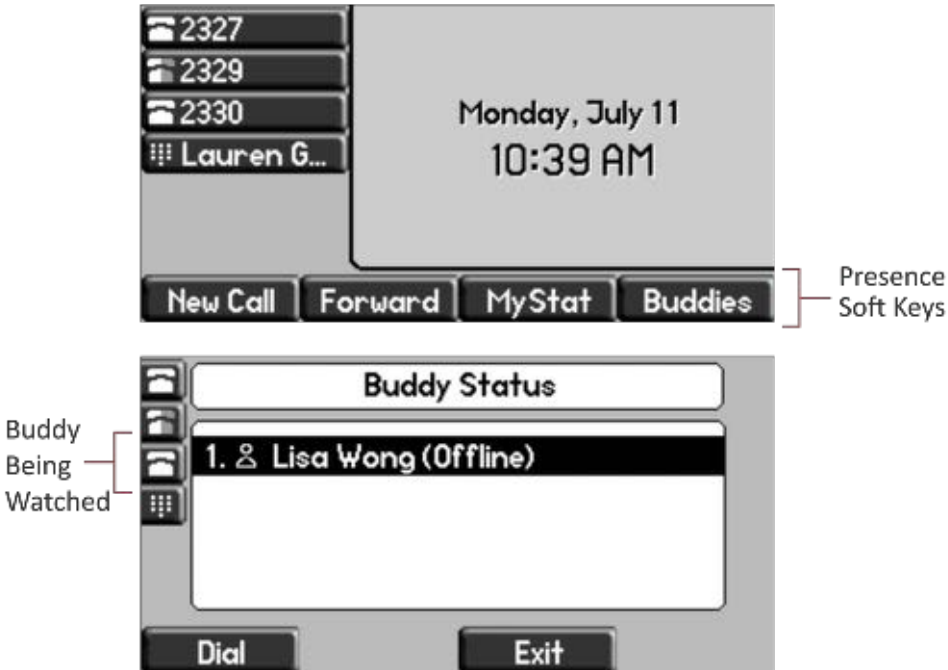 2327
2329
2330
Lauren G...
Monday, July 11
10:39 AM
New Call Forward MyStat Buddies
Presence
Soft Keys
Buddy Status
Buddy
Being
Watched
1. Lisa Wong (Offline)
Dial Exit